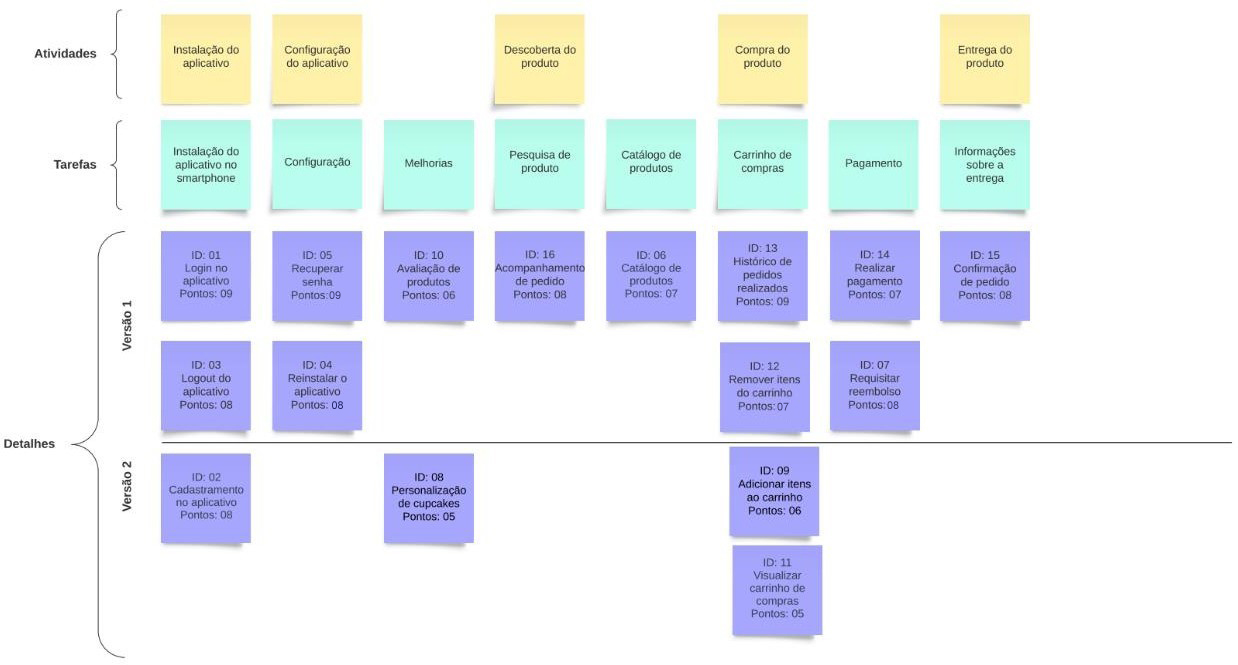 Atividades
Instalação do
aplicativo
Configuração
do aplicativo
Descoberta do
produto
Compra do
produto
Entrega do
produto
Tarefas
Instalação do
aplicativo no
smartphone
Configuração
Melhorias
Pesquisa de
produto
Catálogo de
produtos
Carrinho de
compras
Pagamento
Informações
sobre a
entrega
Detalhes
Versão 1
ID: 01
Login no
aplicativo
Pontos: 09
ID: 05
Recuperar
senha
Pontos:09
ID: 10
Avaliação de
produtos
Pontos: 06
ID: 16
Acompanhamento
de pedido
Pontos: 08
ID: 06
Catálogo de
produtos
Pontos: 07
ID: 13
Histórico de
pedidos
realizados
Pontos: 09
ID: 14
Realizar
pagamento
Pontos: 07
ID: 15
Confirmação
de pedido
Pontos: 08
ID: 03
Logout do
aplicativo
Pontos: 08
ID: 04
Reinstalar o
aplicativo
Pontos: 08
ID: 12
Remover itens
do carrinho
Pontos:07
ID: 07
Requisitar
reembolso
Pontos:08
Versão 2
ID: 02
Cadastramento
no aplicativo
Pontos: 08
ID: 08
Personalização
de cupcakes
Pontos: 05
ID: 09
Adicionar itens
ao carrinho
Pontos: 06
ID: 11
Visualizar
carrinho de
compras
Pontos: 05